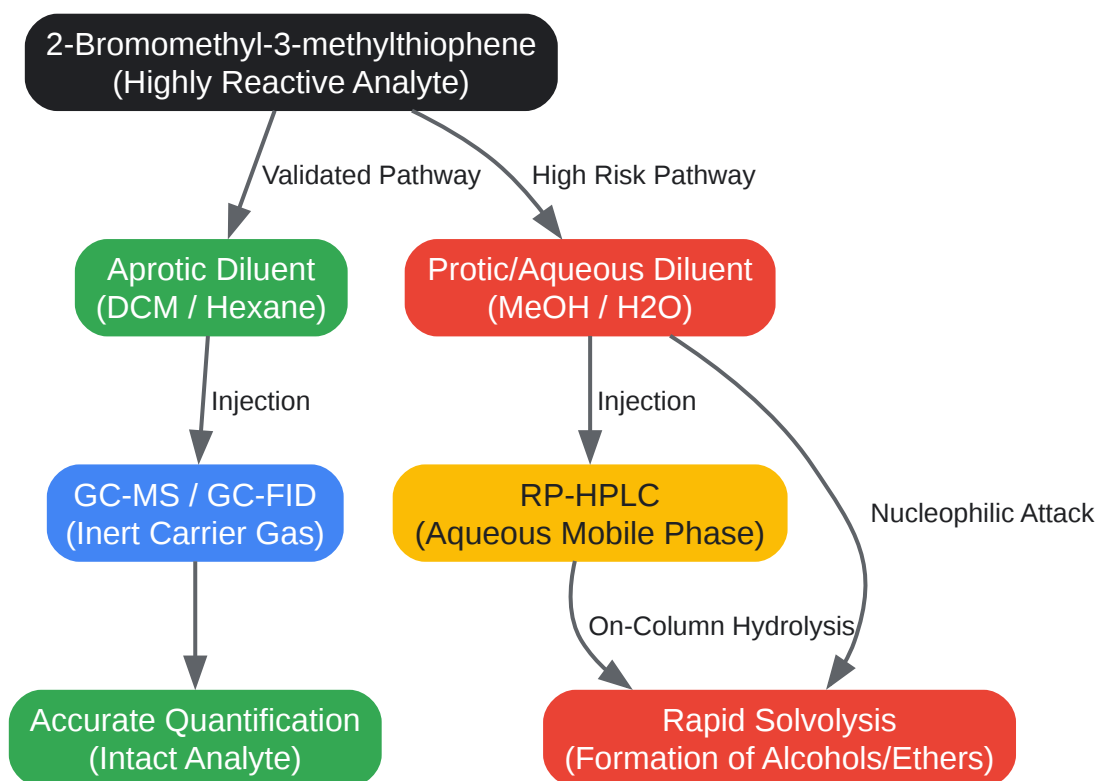 2-Bromomethyl-3-methylthiophene
(Highly Reactive Analyte)
Validated Pathway
High Risk Pathway
Aprotic Diluent
(DCM / Hexane)
Protic/Aqueous Diluent
(MeOH / H2O)
Injection
Injection
GC-MS / GC-FID
(Inert Carrier Gas)
RP-HPLC
(Aqueous Mobile Phase)
Nucleophilic Attack
On-Column Hydrolysis
Accurate Quantification
(Intact Analyte)
Rapid Solvolysis
(Formation of Alcohols/Ethers)